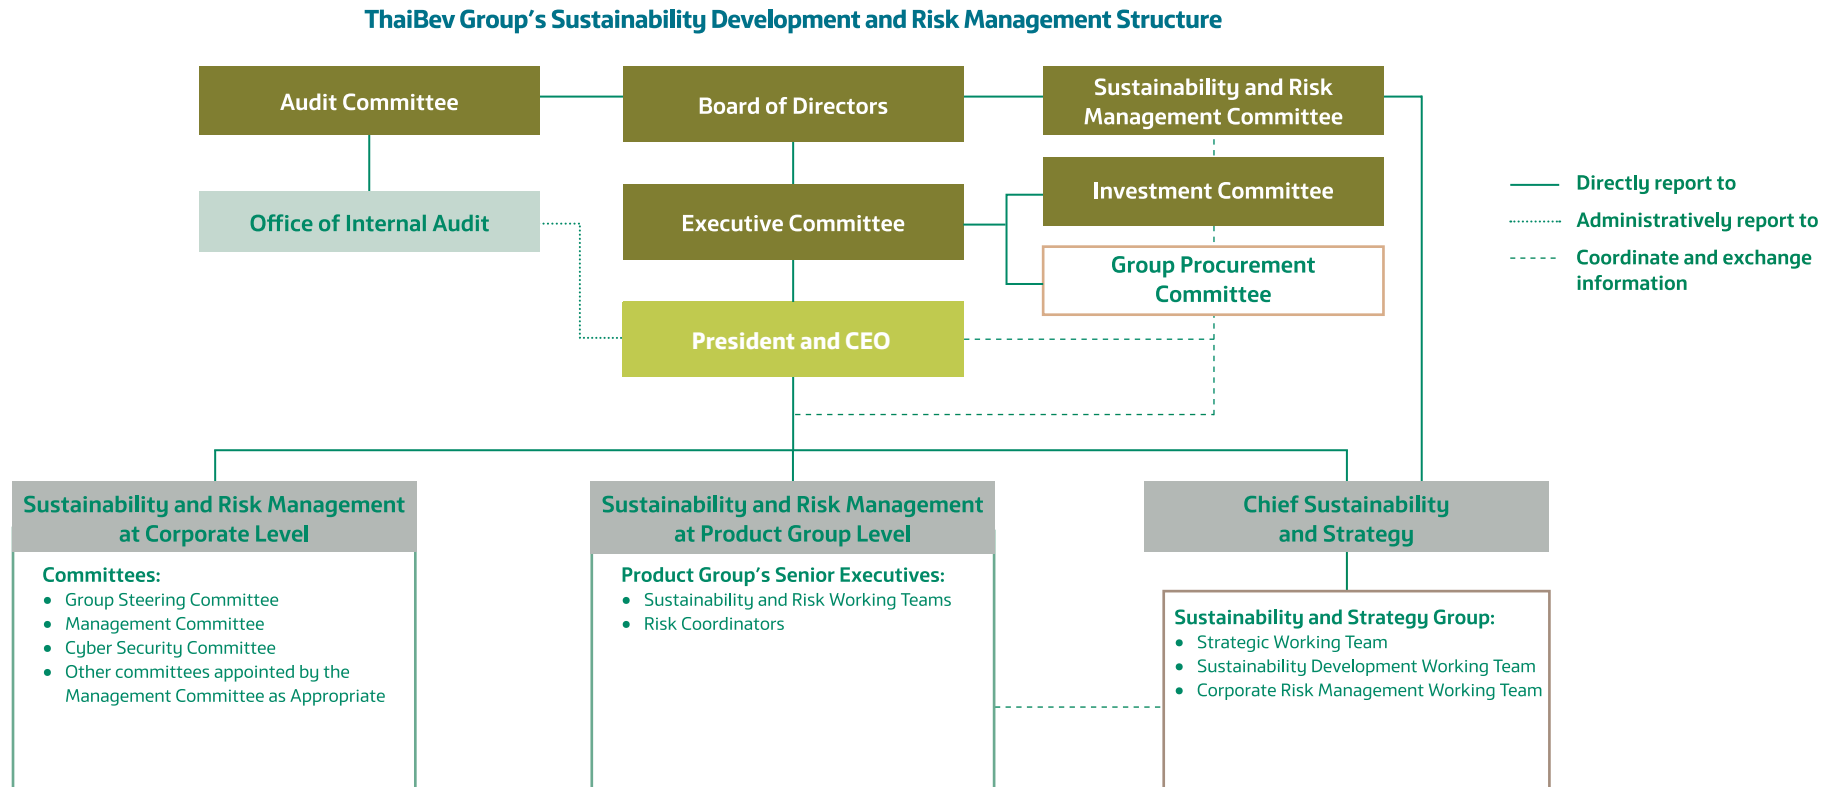 ThaiBev Group's Sustainability Development and Risk Management Structure
Audit Committee
Board of Directors
Sustainability and Risk
Management Committee
Office of Internal Audit
Executive Committee
Investment Committee
Group Procurement
Committee
President and CEO
Directly report to
Administratively report to
Coordinate and exchange
information
Sustainability and Risk Management
at Corporate Level
Committees:
• Group Steering Committee
• Management Committee
• Cyber Security Committee
• Other committees appointed by the
Management Committee as Appropriate
Sustainability and Risk Management
at Product Group Level
Product Group's Senior Executives:
• Sustainability and Risk Working Teams
• Risk Coordinators
Chief Sustainability
and Strategy
Sustainability and Strategy Group:
• Strategic Working Team
• Sustainability Development Working Team
• Corporate Risk Management Working Team